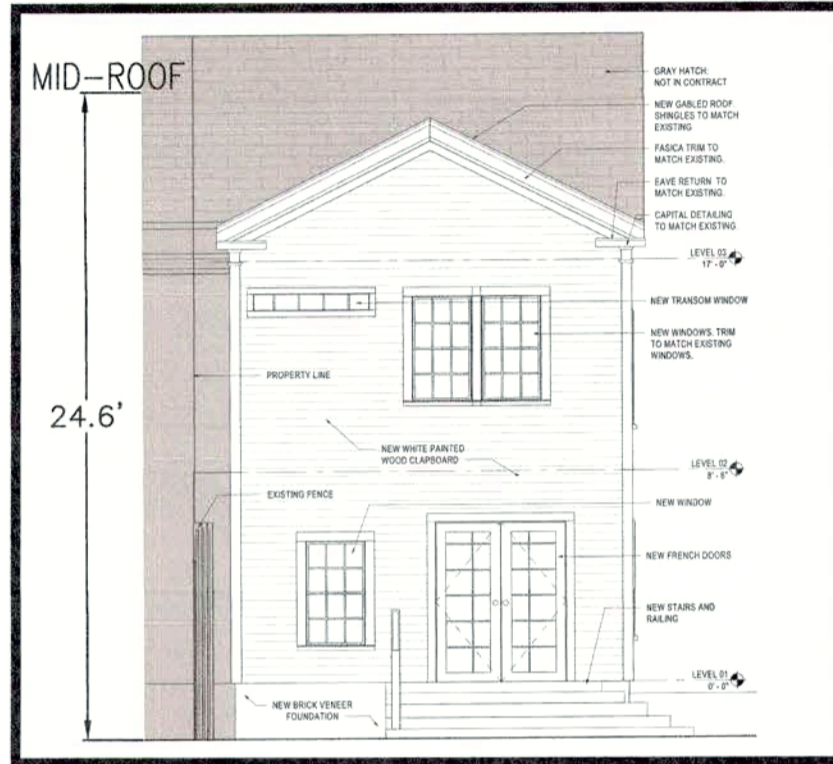 MID-ROOF
GRAY HATCH:
NOT IN CONTRACT
NEW GABLED ROOF.
SHINGLES TO MATCH
EXISTING
FASICA TRIM TO
MATCH EXISTING.
EAVE RETURN TO
MATCH EXISTING.
CAPITAL DETAILING
TO MATCH EXISTING.
LEVEL 03
17' - 0"
NEW TRANSOM WINDOW
NEW WINDOWS. TRIM
TO MATCH EXISTING
WINDOWS.
PROPERTY LINE
24.6'
NEW WHITE PAINTED
WOOD CLAPBOARD
LEVEL 02
8' - 6"
EXISTING FENCE
NEW WINDOW
NEW FRENCH DOORS
NEW STAIRS AND
RAILING
LEVEL 01
0' - 0"
NEW BRICK VENEER
FOUNDATION